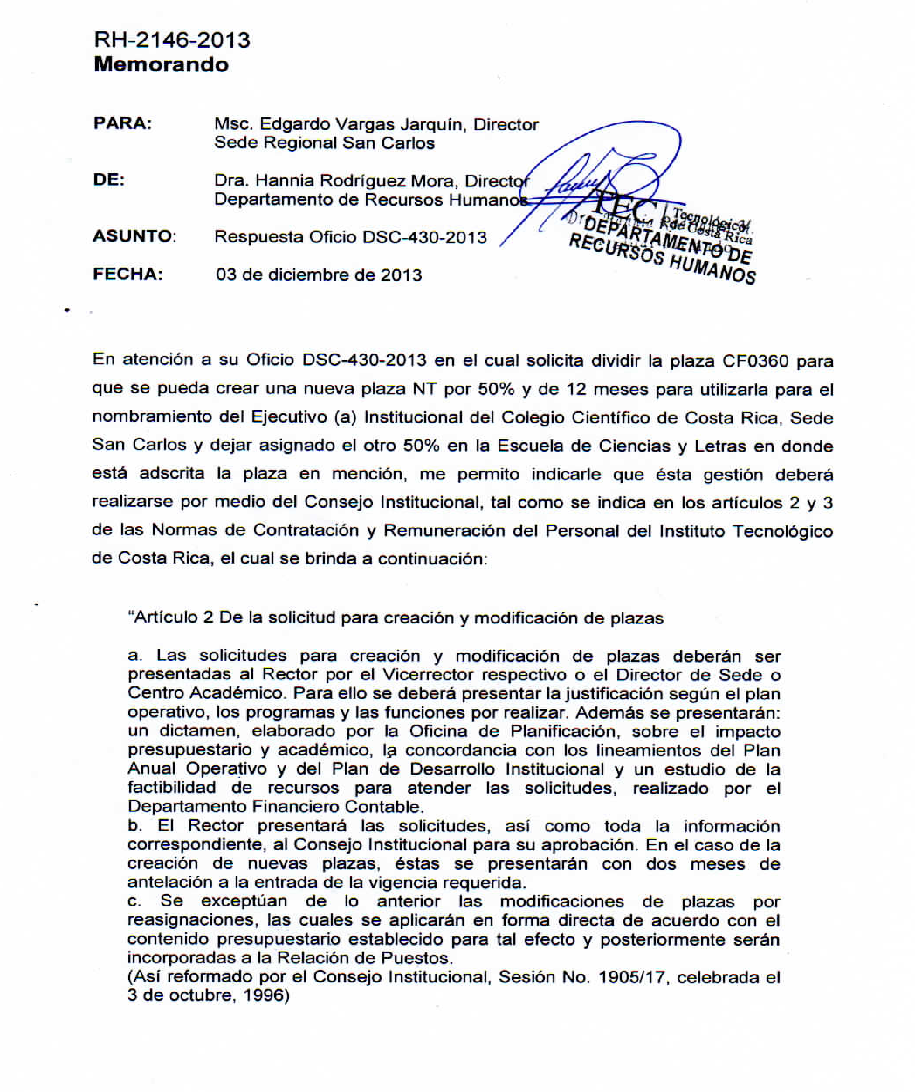 RH-2146-2013
Memorando
PARA: Msc. Edgardo Vargas Jarquín, Director
Sede Regional San Carlos
DE: Dra. Hannia Rodríguez Mora, Director
Departamento de Recursos Humanos
TEC | Tecnológico
de Costa Rica
DEPARTAMENTO DE
RECURSOS HUMANOS
ASUNTO: Respuesta Oficio DSC-430-2013
FECHA: 03 de diciembre de 2013
En atención a su Oficio DSC-430-2013 en el cual solicita dividir la plaza CF0360 para
que se pueda crear una nueva plaza NT por 50% y de 12 meses para utilizarla para el
nombramiento del Ejecutivo (a) Institucional del Colegio Científico de Costa Rica, Sede
San Carlos y dejar asignado el otro 50% en la Escuela de Ciencias y Letras en donde
está adscrita la plaza en mención, me permito indicarle que ésta gestión deberá
realizarse por medio del Consejo Institucional, tal como se indica en los artículos 2 y 3
de las Normas de Contratación y Remuneración del Personal del Instituto Tecnológico
de Costa Rica, el cual se brinda a continuación:
“Artículo 2 De la solicitud para creación y modificación de plazas
a. Las solicitudes para creación y modificación de plazas deberán ser
presentadas al Rector por el Vicerrector respectivo o el Director de Sede o
Centro Académico. Para ello se deberá presentar la justificación según el plan
operativo, los programas y las funciones por realizar. Además se presentarán:
un dictamen, elaborado por la Oficina de Planificación, sobre el impacto
presupuestario y académico, la concordancia con los lineamientos del Plan
Anual Operativo y del Plan de Desarrollo Institucional y un estudio de la
factibilidad de recursos para atender las solicitudes, realizado por el
Departamento Financiero Contable.
b. El Rector presentará las solicitudes, así como toda la información
correspondiente, al Consejo Institucional para su aprobación. En el caso de la
creación de nuevas plazas, éstas se presentarán con dos meses de
antelación a la entrada de la vigencia requerida.
c. Se exceptúan de lo anterior las modificaciones de plazas por
reasignaciones, las cuales se aplicarán en forma directa de acuerdo con el
contenido presupuestario establecido para tal efecto y posteriormente serán
incorporadas a la Relación de Puestos.
(Así reformado por el Consejo Institucional, Sesión No. 1905/17, celebrada el
3 de octubre, 1996)